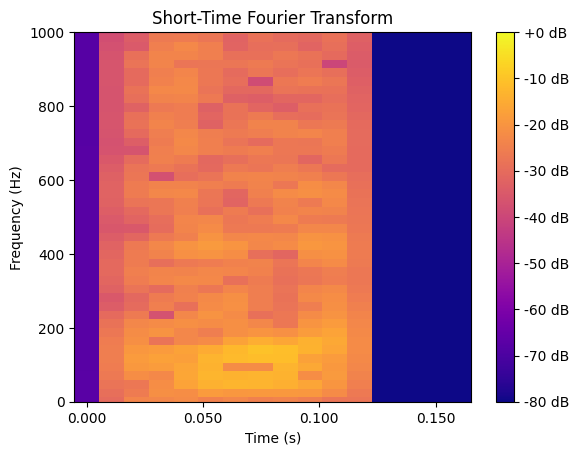 Short-Time Fourier Transform
1000
800
600
400
200
0
Frequency (Hz)
0.000
0.050
0.100
0.150
Time (s)
+0 dB
-10 dB
-20 dB
-30 dB
-40 dB
-50 dB
-60 dB
-70 dB
-80 dB